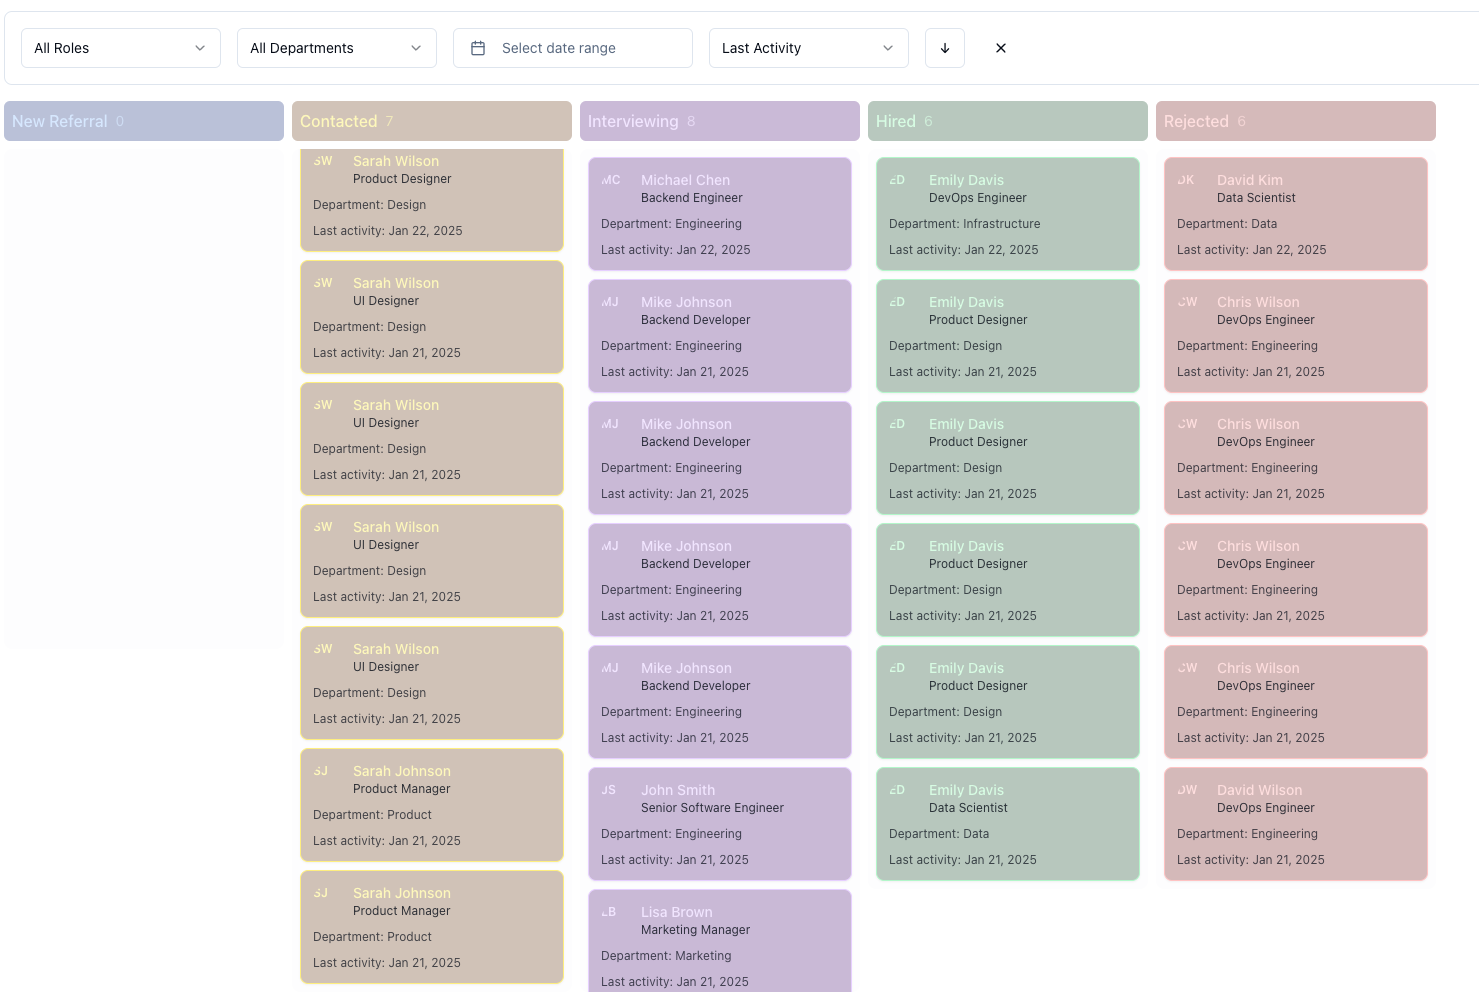 All Roles
All Departments
Select date range
Last Activity
New Referral 0
Contacted 7
SW Sarah Wilson
Product Designer
Department: Design
Last activity: Jan 22, 2025
SW Sarah Wilson
UI Designer
Department: Design
Last activity: Jan 21, 2025
SW Sarah Wilson
UI Designer
Department: Design
Last activity: Jan 21, 2025
SW Sarah Wilson
UI Designer
Department: Design
Last activity: Jan 21, 2025
SW Sarah Wilson
UI Designer
Department: Design
Last activity: Jan 21, 2025
SJ Sarah Johnson
Product Manager
Department: Product
Last activity: Jan 21, 2025
SJ Sarah Johnson
Product Manager
Department: Product
Last activity: Jan 21, 2025
Interviewing 8
MC Michael Chen
Backend Engineer
Department: Engineering
Last activity: Jan 22, 2025
MJ Mike Johnson
Backend Developer
Department: Engineering
Last activity: Jan 21, 2025
MJ Mike Johnson
Backend Developer
Department: Engineering
Last activity: Jan 21, 2025
MJ Mike Johnson
Backend Developer
Department: Engineering
Last activity: Jan 21, 2025
MJ Mike Johnson
Backend Developer
Department: Engineering
Last activity: Jan 21, 2025
JS John Smith
Senior Software Engineer
Department: Engineering
Last activity: Jan 21, 2025
LB Lisa Brown
Marketing Manager
Department: Marketing
Last activity: Jan 21, 2025
Hired 6
ED Emily Davis
DevOps Engineer
Department: Infrastructure
Last activity: Jan 22, 2025
ED Emily Davis
Product Designer
Department: Design
Last activity: Jan 21, 2025
ED Emily Davis
Product Designer
Department: Design
Last activity: Jan 21, 2025
ED Emily Davis
Product Designer
Department: Design
Last activity: Jan 21, 2025
ED Emily Davis
Product Designer
Department: Design
Last activity: Jan 21, 2025
ED Emily Davis
Data Scientist
Department: Data
Last activity: Jan 21, 2025
Rejected 6
DK David Kim
Data Scientist
Department: Data
Last activity: Jan 22, 2025
CW Chris Wilson
DevOps Engineer
Department: Engineering
Last activity: Jan 21, 2025
CW Chris Wilson
DevOps Engineer
Department: Engineering
Last activity: Jan 21, 2025
CW Chris Wilson
DevOps Engineer
Department: Engineering
Last activity: Jan 21, 2025
CW Chris Wilson
DevOps Engineer
Department: Engineering
Last activity: Jan 21, 2025
DW David Wilson
DevOps Engineer
Department: Engineering
Last activity: Jan 21, 2025